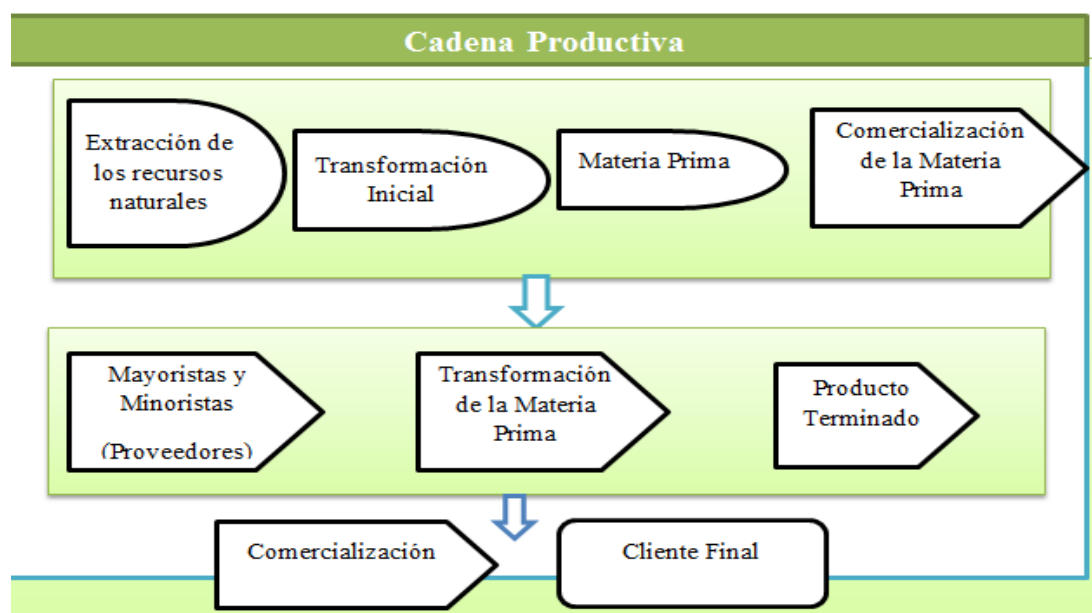 Cadena Productiva
Extracción de
los recursos
naturales
Transformación
Inicial
Materia Prima
Comercialización
de la Materia
Prima
Mayoristas y
Minoristas
(Proveedores)
Transformación
de la Materia
Prima
Producto
Terminado
Comercialización
Cliente Final